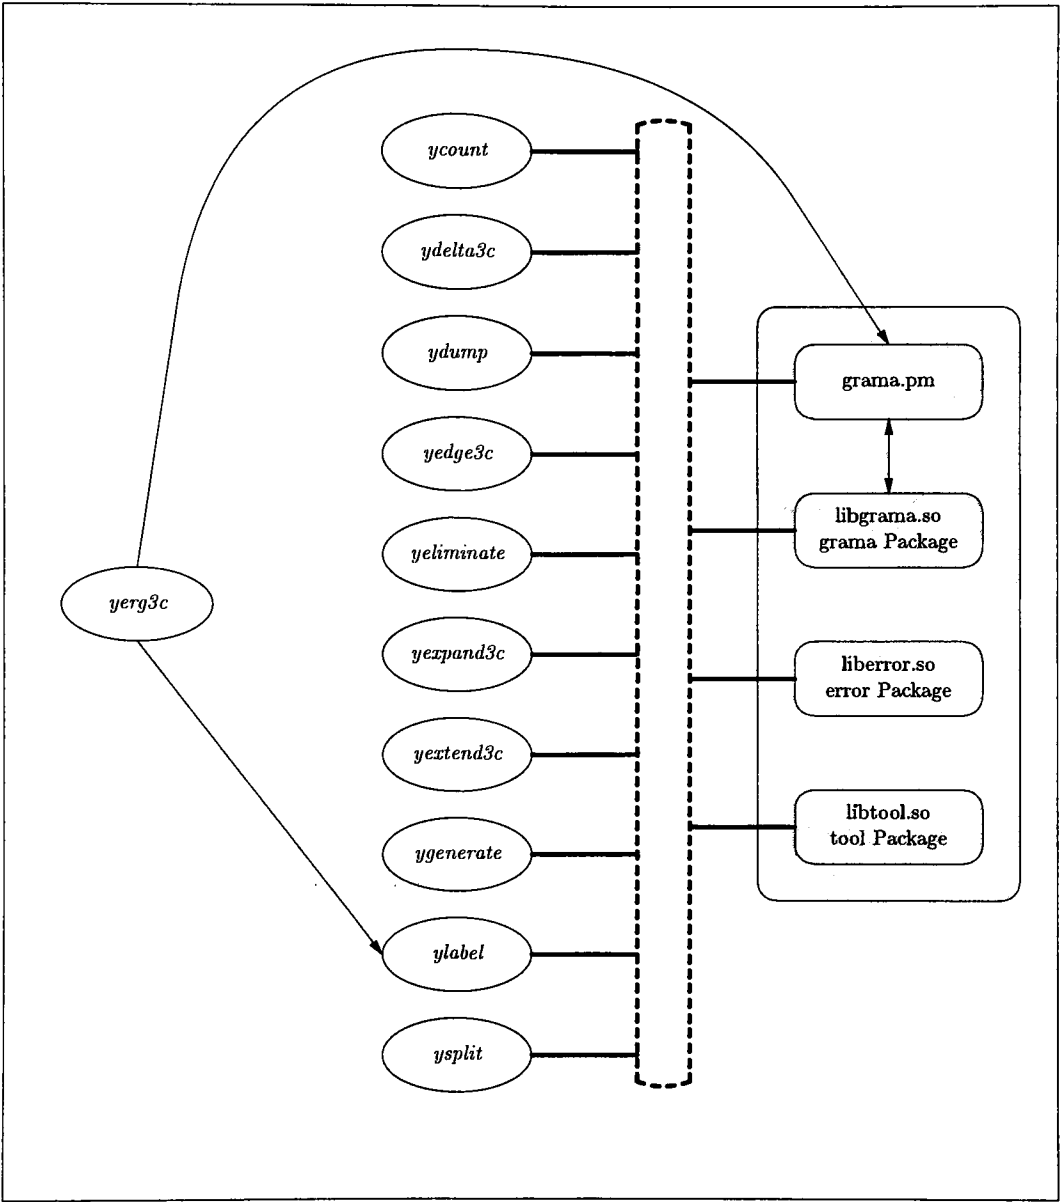 ycount
ydelta3c
ydump
yedge3c
yeliminate
yexpand3c
yextend3c
ygenerate
ylabel
ysplit
yerg3c
grama.pm
libgrama.so
grama Package
liberror.so
error Package
libtool.so
tool Package